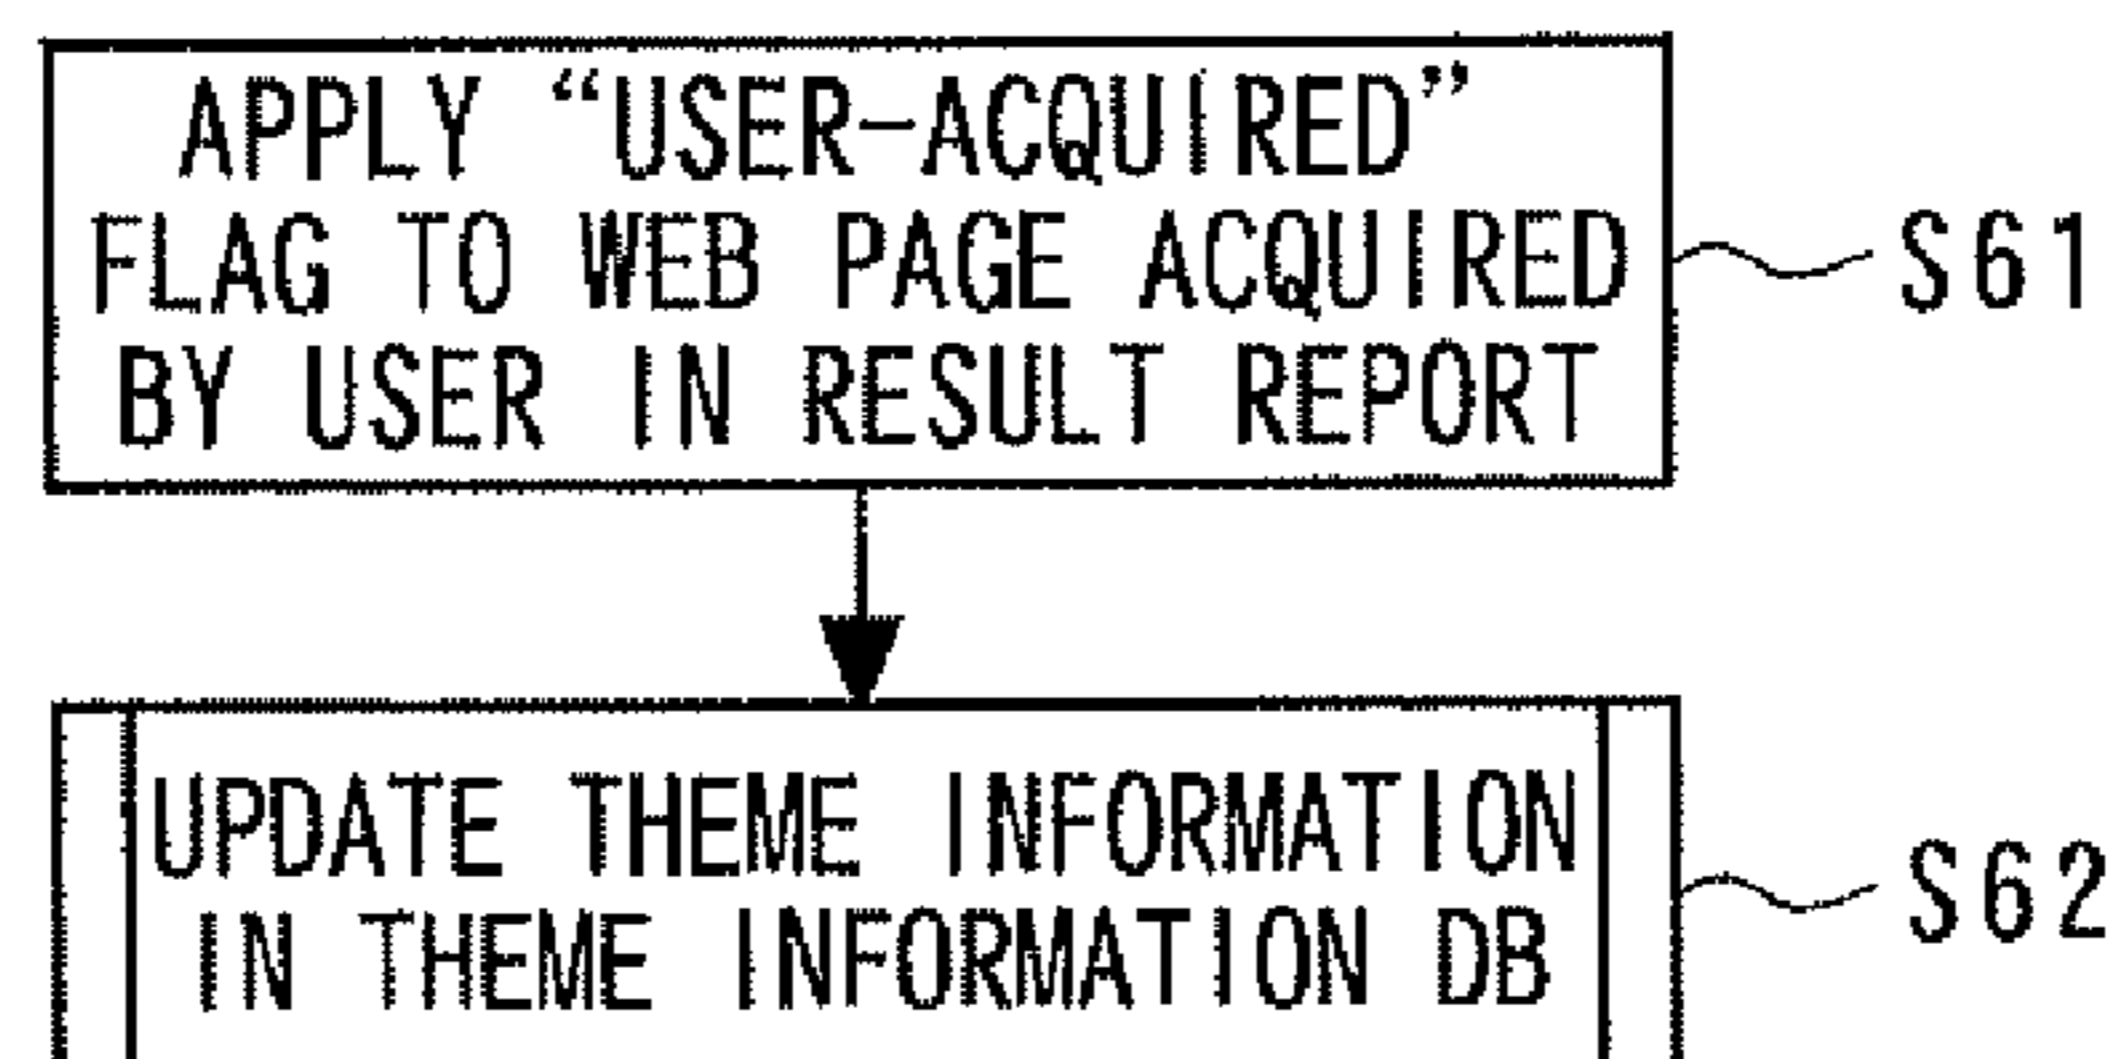 APPLY “USER-ACQUIRED”
FLAG TO WEB PAGE ACQUIRED
BY USER IN RESULT REPORT
S61
UPDATE THEME INFORMATION
IN THEME INFORMATION DB
S62